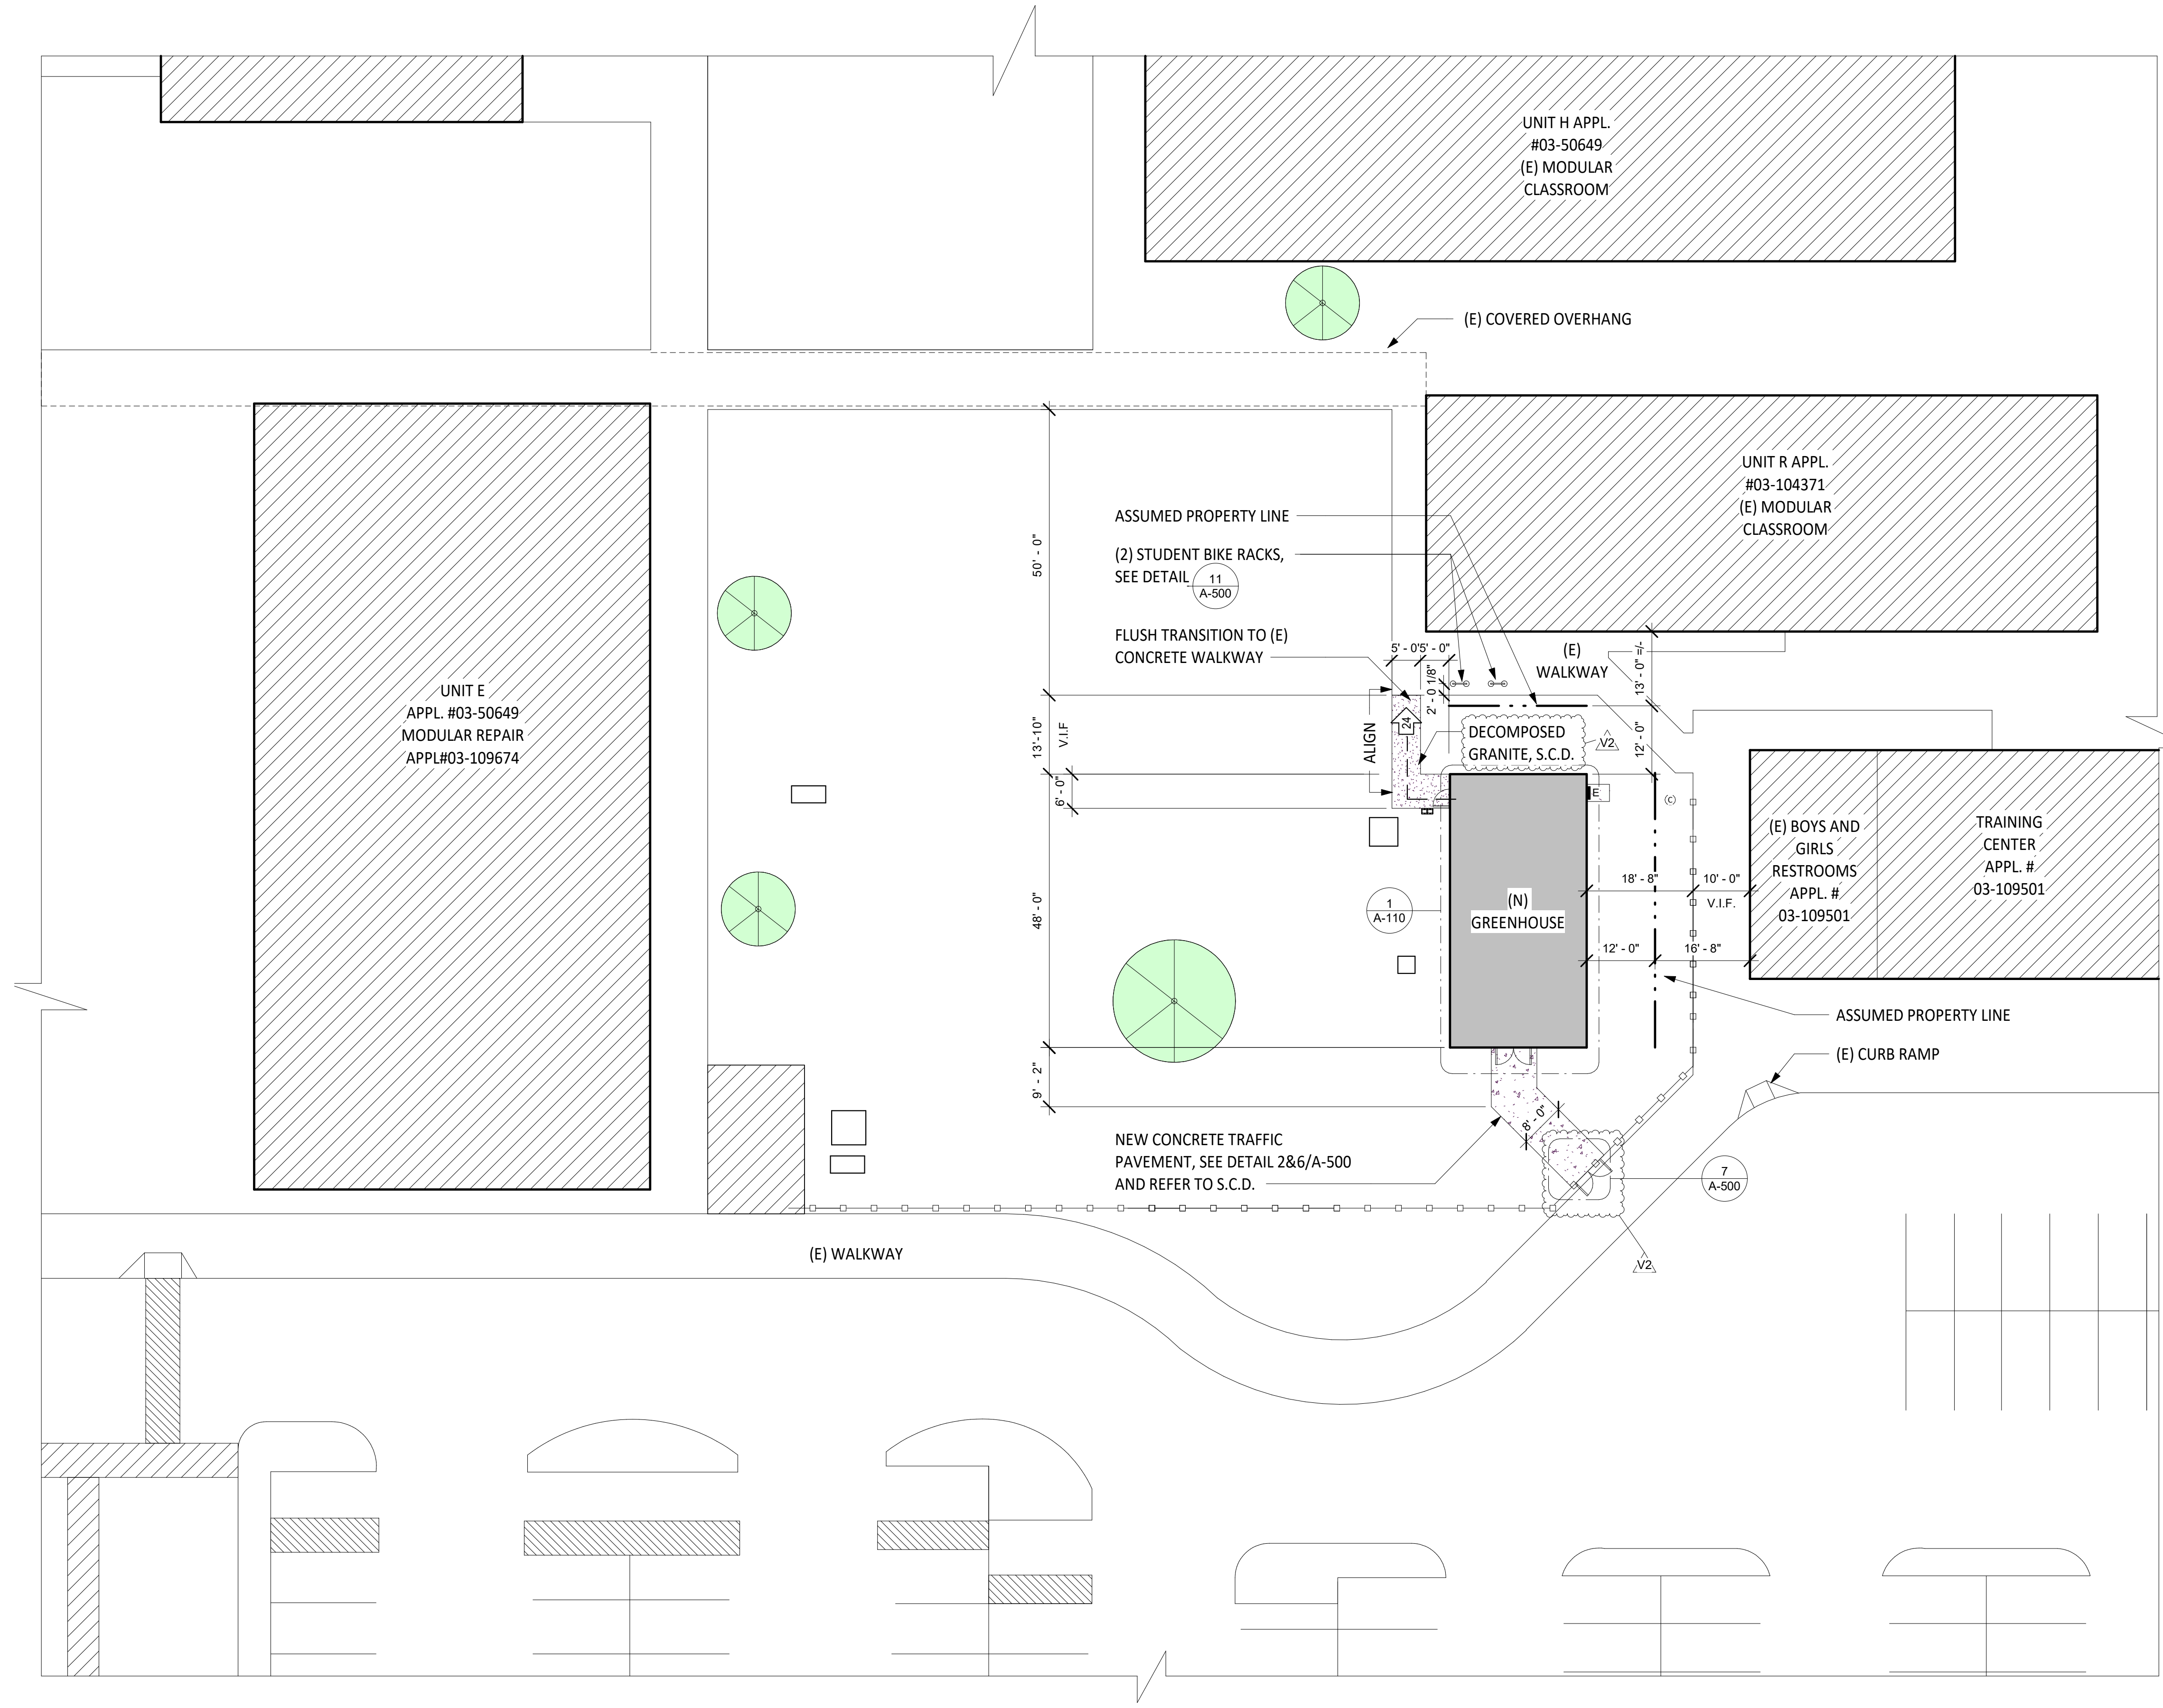 UNIT H APPL.
#03-50649
(E) MODULAR
CLASSROOM
(E) COVERED OVERHANG
UNIT R APPL.
#03-104371
(E) MODULAR
CLASSROOM
ASSUMED PROPERTY LINE
(2) STUDENT BIKE RACKS,
SEE DETAIL
11
A-500
50' - 0"
FLUSH TRANSITION TO (E)
CONCRETE WALKWAY
5' - 0"
5' - 0"
(E)
WALKWAY
13' - 0" =/-
2' - 0 1/8"
UNIT E
APPL. #03-50649
MODULAR REPAIR
APPL#03-109674
13'-10"
V.I.F
ALIGN
24
DECOMPOSED
GRANITE, S.C.D.
V2
12' - 0"
6' - 0"
E
(C)
(E) BOYS AND
GIRLS
RESTROOMS
APPL. #
03-109501
TRAINING
CENTER
APPL. #
03-109501
18' - 8"
10' - 0"
V.I.F.
48' - 0"
1
A-110
(N)
GREENHOUSE
12' - 0"
16' - 8"
ASSUMED PROPERTY LINE
(E) CURB RAMP
9' - 2"
8' - 0"
NEW CONCRETE TRAFFIC
PAVEMENT, SEE DETAIL 2&6/A-500
AND REFER TO S.C.D.
7
A-500
(E) WALKWAY
V2